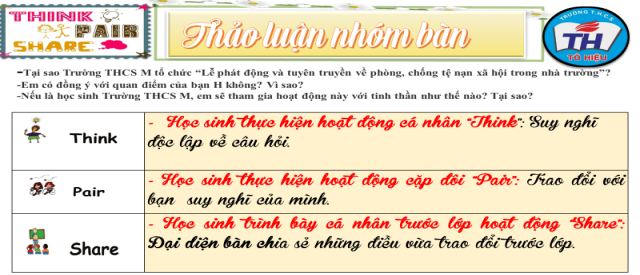 THINK
PAIR
SHARE
Thảo luận nhóm bàn
TRƯỜNG T.H.C.S
TH
TÔ HIỆU
-Tại sao Trường THCS M tổ chức “Lễ phát động và tuyên truyền về phòng, chống tệ nạn xã hội trong nhà trường”?
-Em có đồng ý với quan điểm của bạn H không? Vì sao?
-Nếu là học sinh Trường THCS M, em sẽ tham gia hoạt động này với tinh thần như thế nào? Tại sao?
Think
- Học sinh thực hiện hoạt động cá nhân “Think”: Suy nghĩ
độc lập về câu hỏi.
Pair
- Học sinh thực hiện hoạt động cặp đôi “Pair”: Trao đổi với
bạn suy nghĩ của mình.
Share
- Học sinh trình bày cá nhân trước lớp hoạt động “Share”:
Đại diện bàn chia sẻ những điều vừa trao đổi trước lớp.